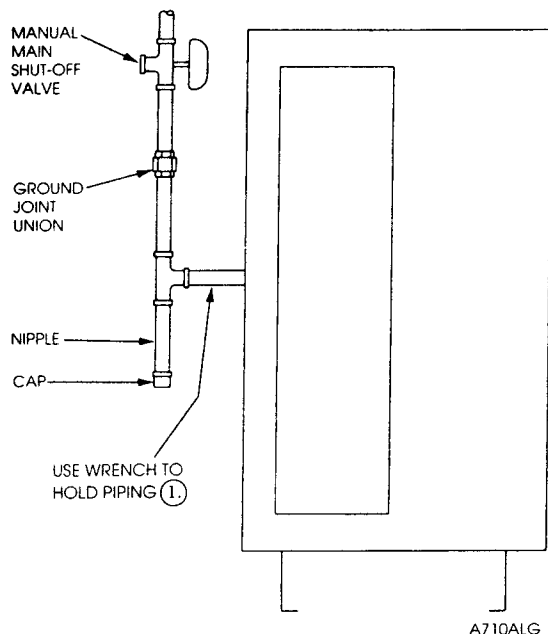 MANUAL
MAIN
SHUT-OFF
VALVE
GROUND
JOINT
UNION
NIPPLE
CAP
USE WRENCH TO
HOLD PIPING ①.
A710ALG